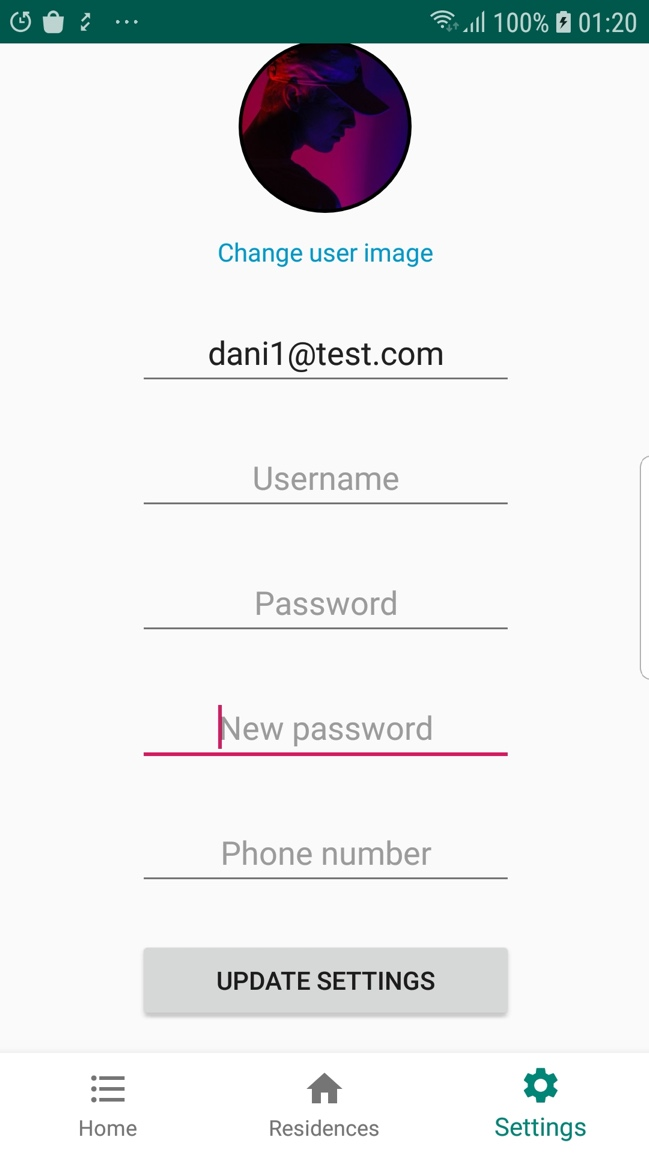 100% 01:20
Change user image
dani1@test.com
Username
Password
New password
Phone number
UPDATE SETTINGS
Home Residences Settings